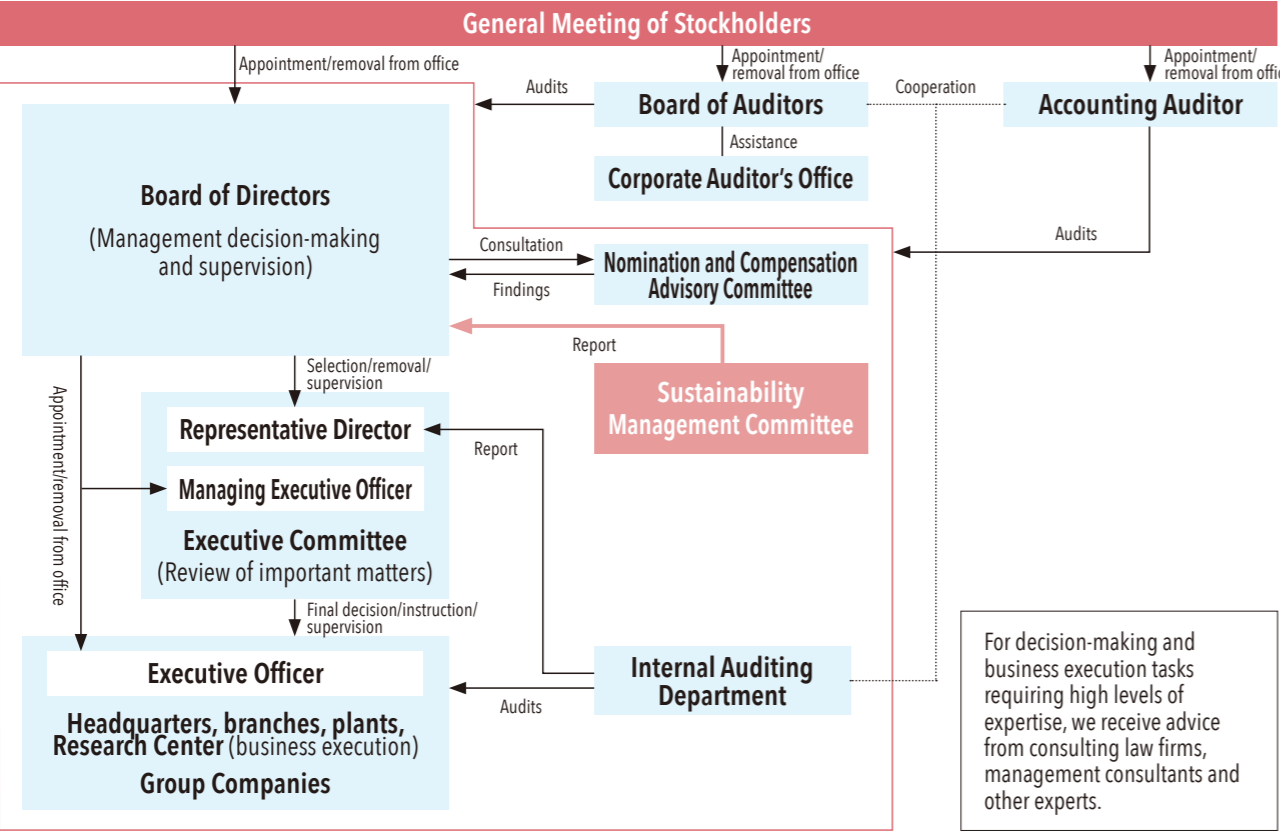 General Meeting of Stockholders
Appointment/removal from office
Appointment/
removal from office
Appointment/
removal from offic
Audits
Board of Auditors
Cooperation
Accounting Auditor
Assistance
Corporate Auditor's Office
Board of Directors
(Management decision-making
and supervision)
Consultation
Findings
Nomination and Compensation
Advisory Committee
Audits
Report
Sustainability
Management Committee
Selection/removal/
supervision
Appointment/removal from office
Representative Director
Report
Managing Executive Officer
Executive Committee
(Review of important matters)
Final decision/instruction/
supervision
Executive Officer
Headquarters, branches, plants,
Research Center (business execution)
Group Companies
Audits
Internal Auditing
Department
For decision-making and
business execution tasks
requiring high levels of
expertise, we receive advice
from consulting law firms,
management consultants and
other experts.